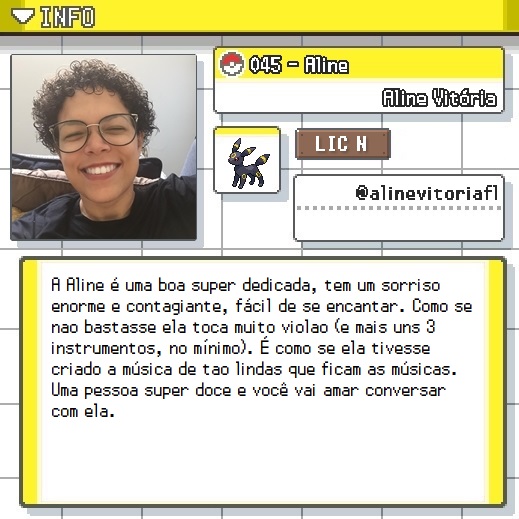 INFO
045 - Aline
Aline Vitória
LIC N
@alinevitoriafl
A Aline é uma boa super dedicada, tem um sorriso
enorme e contagiante, fácil de se encantar. Como se
nao bastasse ela toca muito violao (e mais uns 3
instrumentos, no mínimo). É como se ela tivesse
criado a música de tao lindas que ficam as músicas.
Uma pessoa super doce e você vai amar conversar
com ela.